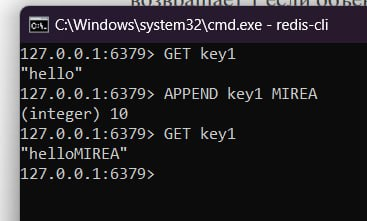 возвращает 1 если объек
C:\Windows\system32\cmd.exe - redis-cli
127.0.0.1:6379> GET key1
"hello"
127.0.0.1:6379> APPEND key1 MIREA
(integer) 10
127.0.0.1:6379> GET key1
"helloMIREA"
127.0.0.1:6379>